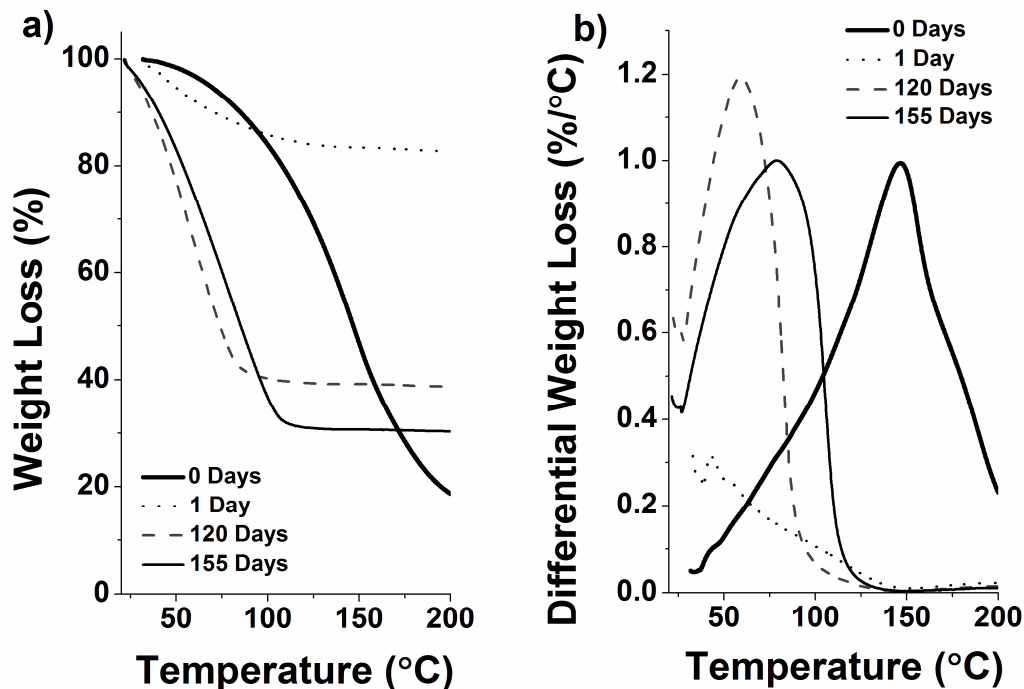 a)
Weight Loss (%)
100
80
60
40
20
0
0 Days
1 Day
120 Days
155 Days
50
100
150
200
Temperature (°C)
b)
Differential Weight Loss (%/°C)
0 Days
1 Day
120 Days
155 Days
1.2
1.0
0.8
0.6
0.4
0.2
0.0
50
100
150
200
Temperature (°C)